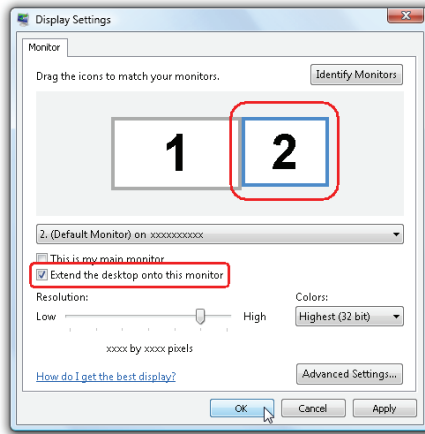 Display Settings
Monitor
Drag the icons to match your monitors.
Identify Monitors
1
2
2. (Default Monitor) on xxxxxxxxxx
This is my main monitor
Extend the desktop onto this monitor
Resolution:
Colors:
Low
High
Highest (32 bit)
xxxx by xxxx pixels
How do I get the best display?
Advanced Settings...
OK
Cancel
Apply